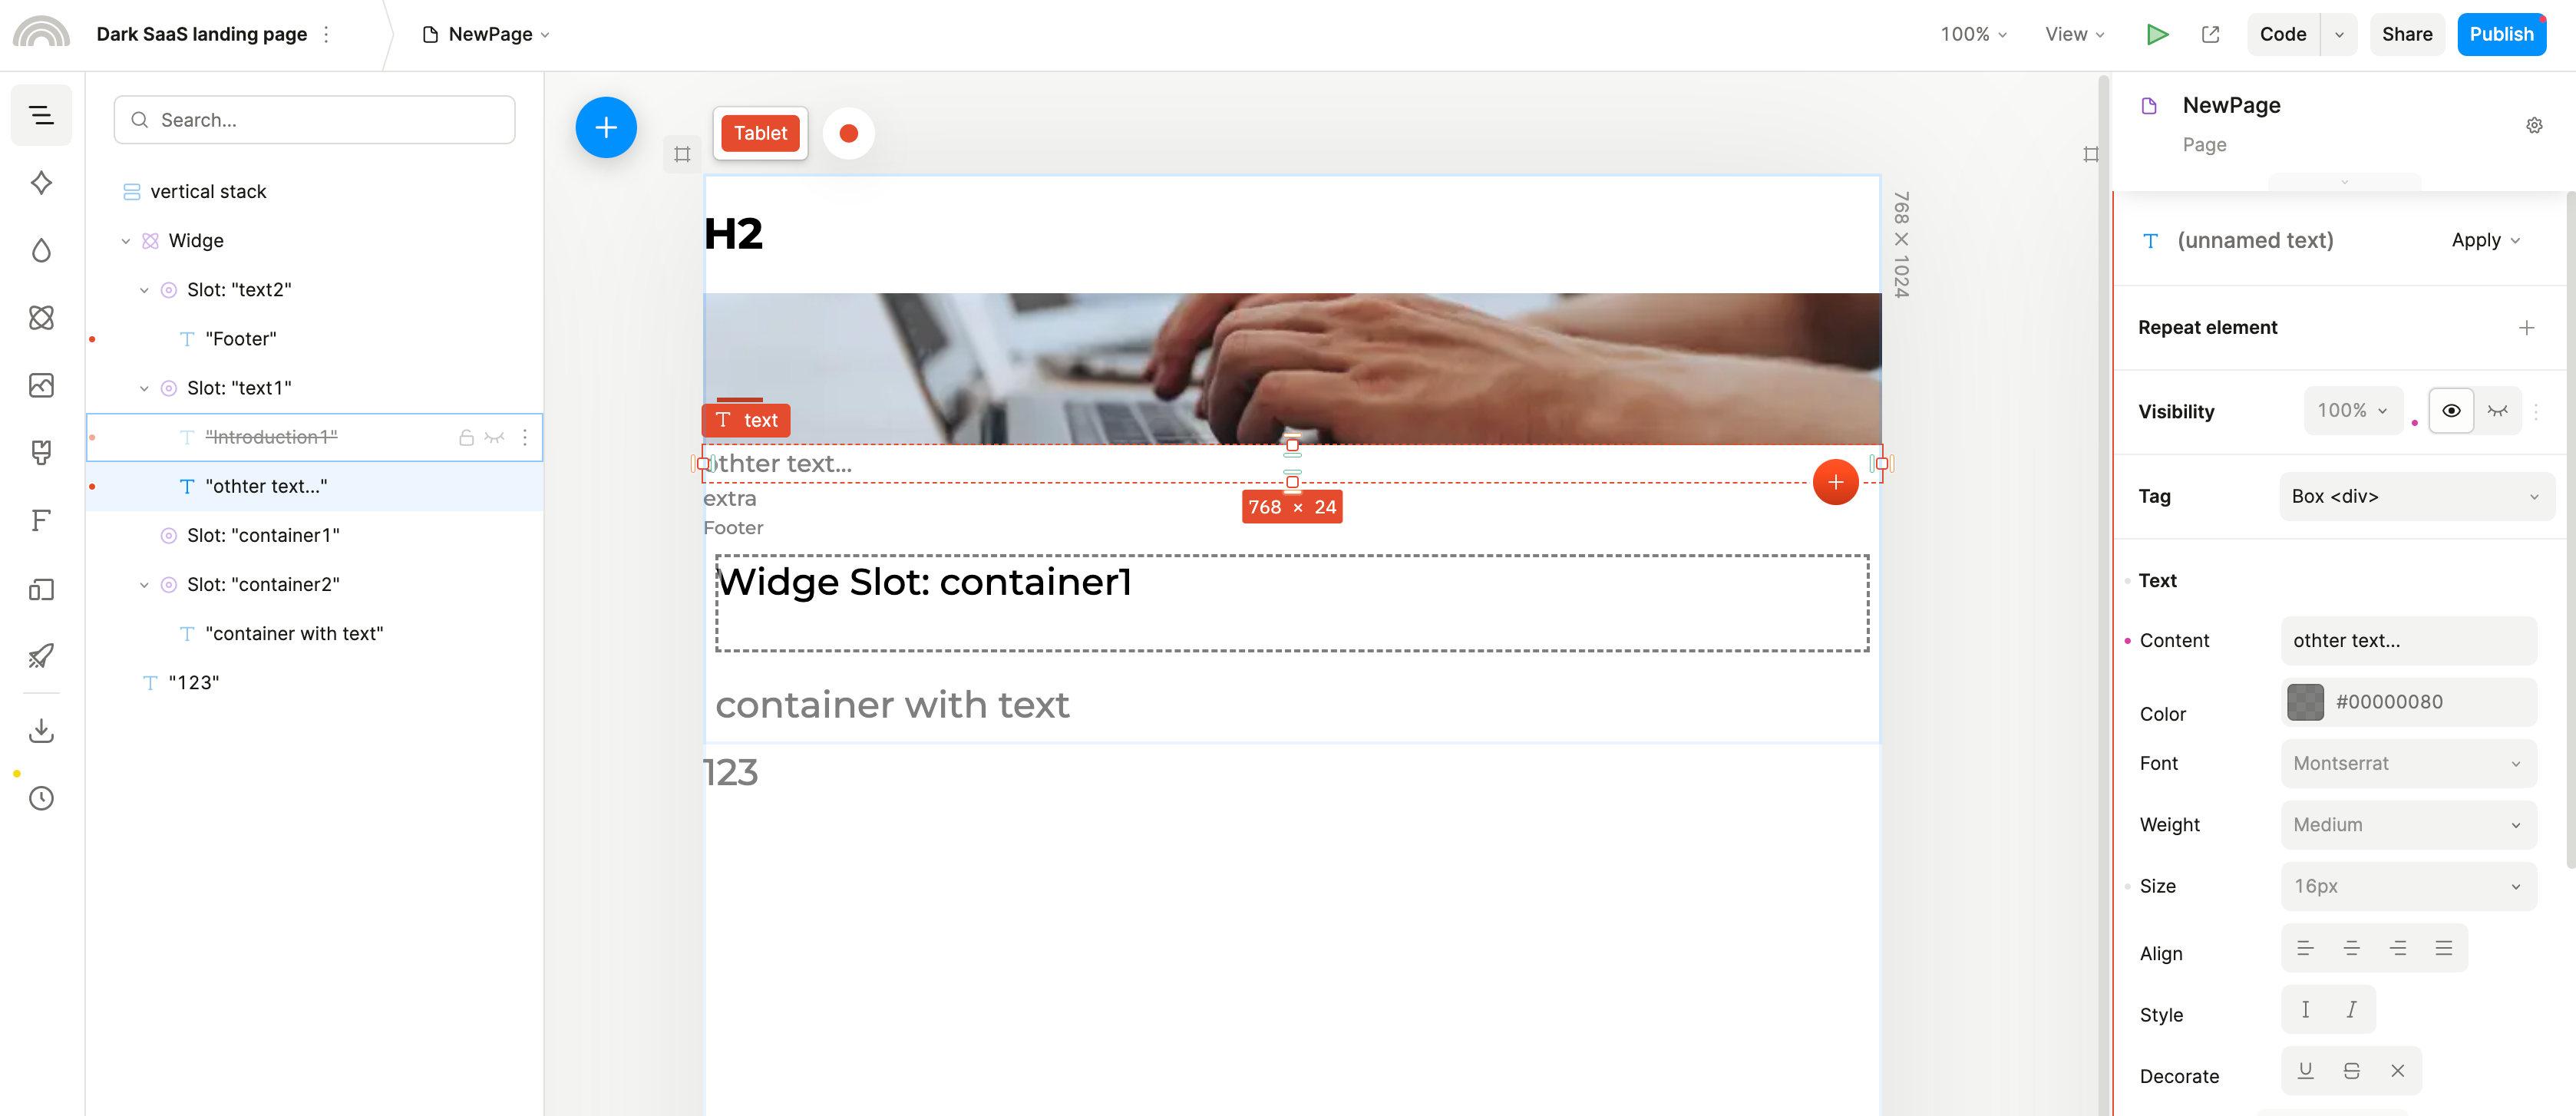 Dark SaaS landing page
NewPage
100%
View
Code
Share
Publish
Search...
vertical stack
Widge
Slot: "text2"
"Footer"
Slot: "text1"
"Introduction1"
"othter text..."
Slot: "container1"
Slot: "container2"
"container with text"
"123"
Tablet
768 × 1024
H2
text
othter text...
768 × 24
extra
Footer
Widge Slot: container1
container with text
123
NewPage
Page
(unnamed text)
Apply
Repeat element
Visibility
100%
Tag
Box <div>
Text
Content
othter text...
Color
#00000080
Font
Montserrat
Weight
Medium
Size
16px
Align
Style
Decorate